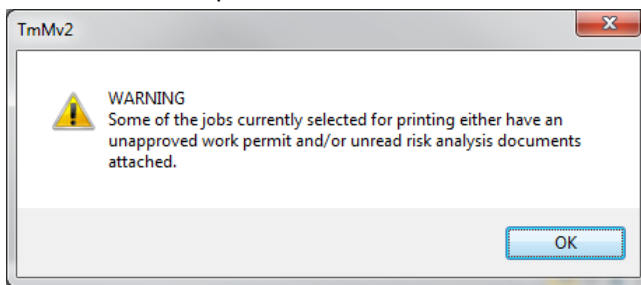 TmMv2
WARNING
Some of the jobs currently selected for printing either have an
unapproved work permit and/or unread risk analysis documents
attached.
OK